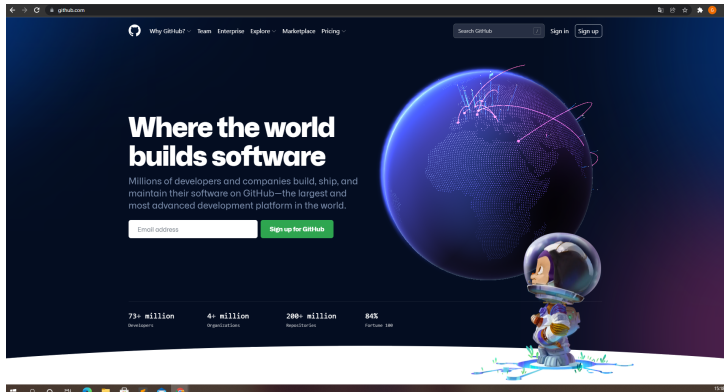 github.com
Why GitHub? Team Enterprise Explore Marketplace Pricing
Search GitHub /
Sign in Sign up
Where the world
builds software
Millions of developers and companies build, ship, and
maintain their software on GitHub—the largest and
most advanced development platform in the world.
Email address
Sign up for GitHub
73+ million 4+ million 200+ million 84%
Developers Organizations Repositories Fortune 100